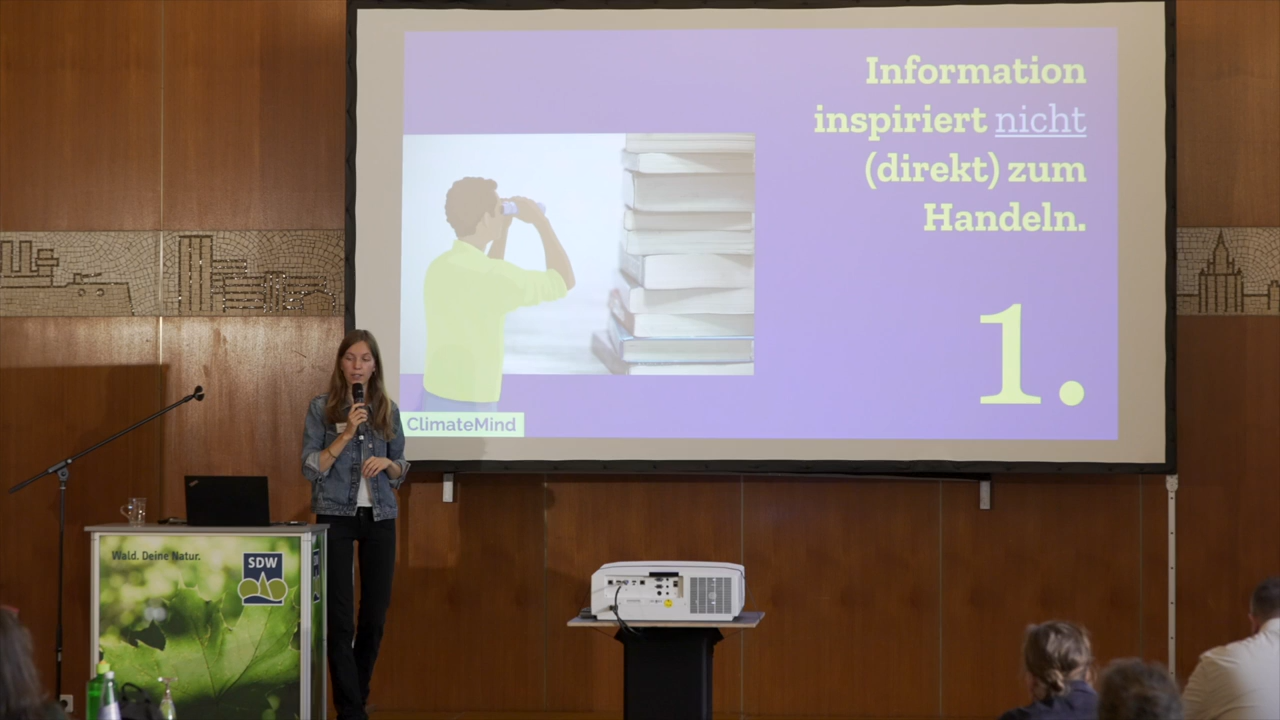 Information
inspiriert nicht
(direkt) zum
Handeln.
1.
ClimateMind
Wald. Deine Natur.
SDW